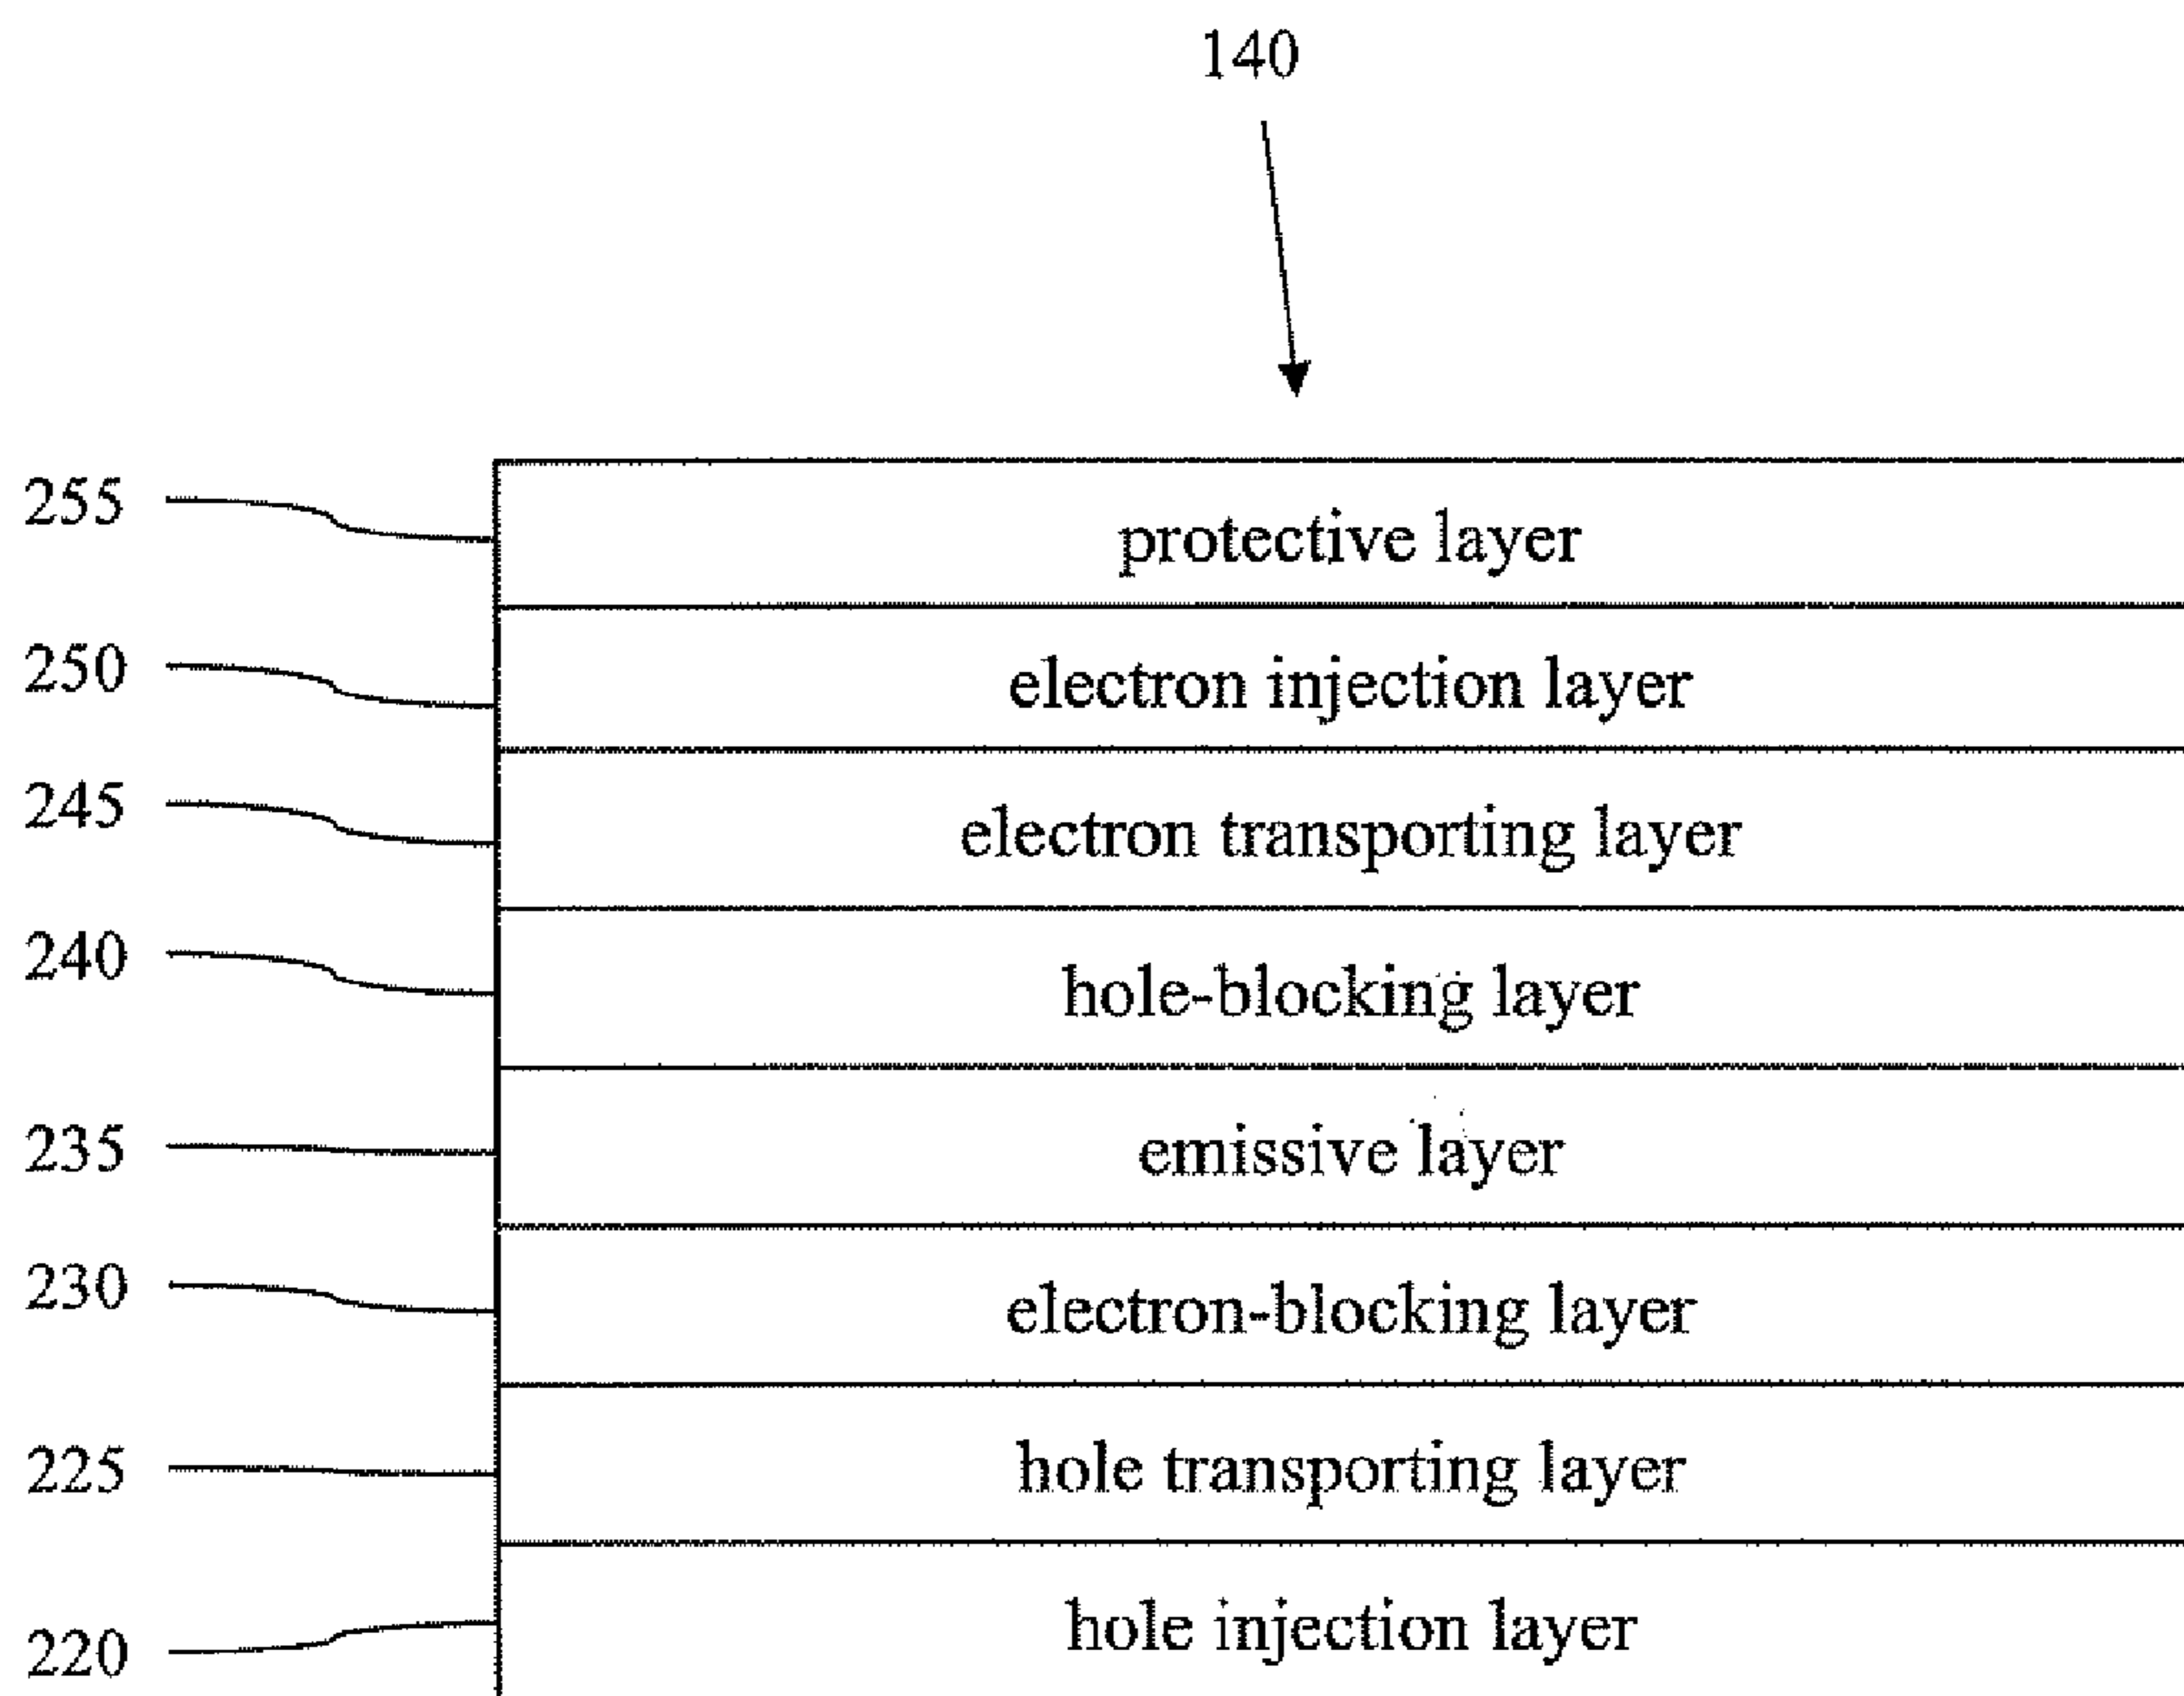 140
255 protective layer
250 electron injection layer
245 electron transporting layer
240 hole-blocking layer
235 emissive layer
230 electron-blocking layer
225 hole transporting layer
220 hole injection layer